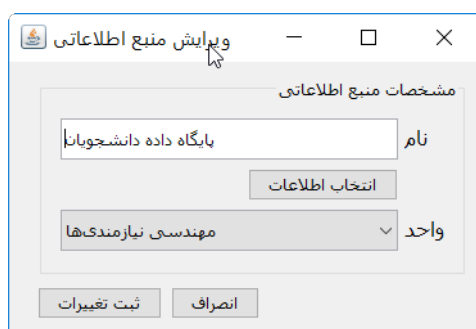 ویرایش منبع اطلاعاتی
مشخصات منبع اطلاعاتی
نام
پایگاه داده دانشجویان
انتخاب اطلاعات
واحد
مهندسی نیازمندی‌ها
انصراف
ثبت تغییرات